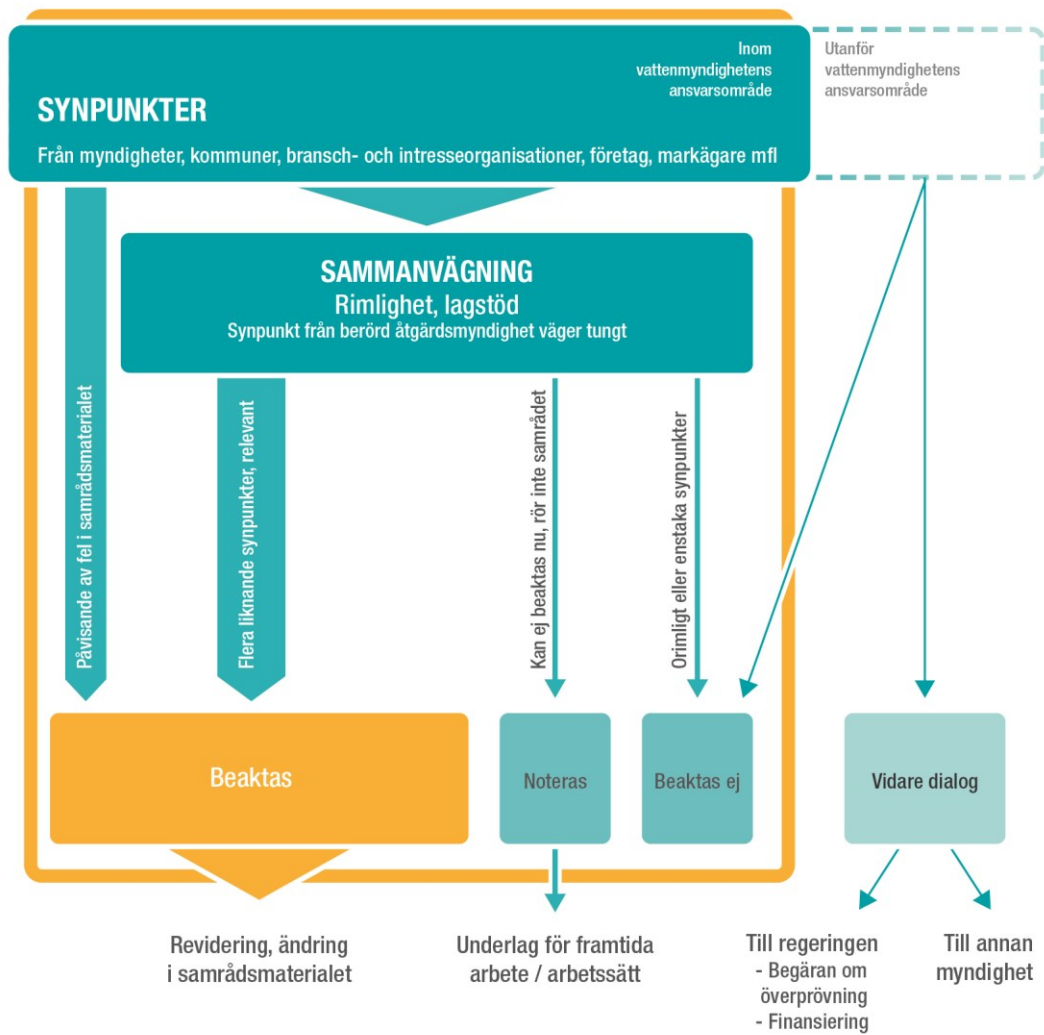 Inom
vattenmyndighetens
ansvarsområde
Utanför
vattenmyndighetens
ansvarsområde
SYNPUNKTER
Från myndigheter, kommuner, bransch- och intresseorganisationer, företag, markägare mfl
SAMMANVÄGNING
Rimlighet, lagstöd
Synpunkt från berörd åtgärdsmyndighet väger tungt
Påvisande av fel i samrådsmaterialet
Flera liknande synpunkter, relevant
Kan ej beaktas nu, rör inte samrådet
Orimligt eller enstaka synpunkter
Beaktas
Noteras
Beaktas ej
Vidare dialog
Revidering, ändring
i samrådsmaterialet
Underlag för framtida
arbete / arbetssätt
Till regeringen
- Begäran om
överprövning
- Finansiering
Till annan
myndighet